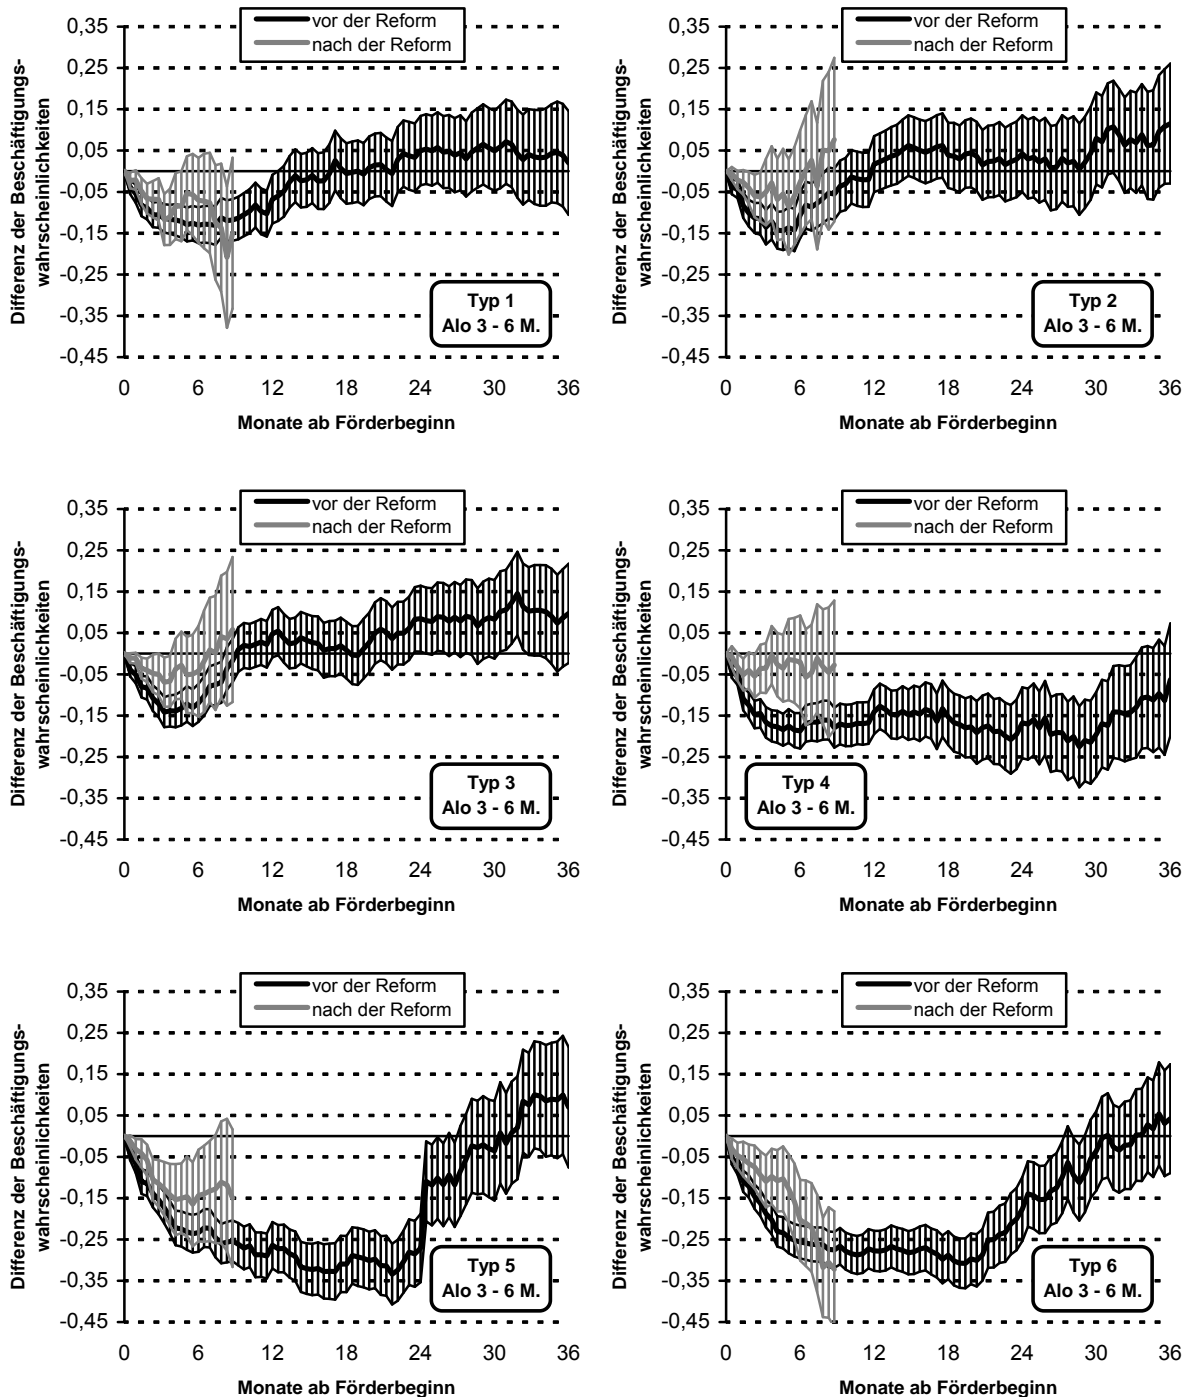 vor der Reform
nach der Reform
0,35
0,25
0,15
0,05
-0,05
-0,15
-0,25
-0,35
-0,45
Differenz der Beschäftigungs-
wahrscheinlichkeiten
Typ 1
Alo 3 - 6 M.
0 6 12 18 24 30 36
Monate ab Förderbeginn
vor der Reform
nach der Reform
0,35
0,25
0,15
0,05
-0,05
-0,15
-0,25
-0,35
-0,45
Differenz der Beschäftigungs-
wahrscheinlichkeiten
Typ 2
Alo 3 - 6 M.
0 6 12 18 24 30 36
Monate ab Förderbeginn
vor der Reform
nach der Reform
0,35
0,25
0,15
0,05
-0,05
-0,15
-0,25
-0,35
-0,45
Differenz der Beschäftigungs-
wahrscheinlichkeiten
Typ 3
Alo 3 - 6 M.
0 6 12 18 24 30 36
Monate ab Förderbeginn
vor der Reform
nach der Reform
0,35
0,25
0,15
0,05
-0,05
-0,15
-0,25
-0,35
-0,45
Differenz der Beschäftigungs-
wahrscheinlichkeiten
Typ 4
Alo 3 - 6 M.
0 6 12 18 24 30 36
Monate ab Förderbeginn
vor der Reform
nach der Reform
0,35
0,25
0,15
0,05
-0,05
-0,15
-0,25
-0,35
-0,45
Differenz der Beschäftigungs-
wahrscheinlichkeiten
Typ 5
Alo 3 - 6 M.
0 6 12 18 24 30 36
Monate ab Förderbeginn
vor der Reform
nach der Reform
0,35
0,25
0,15
0,05
-0,05
-0,15
-0,25
-0,35
-0,45
Differenz der Beschäftigungs-
wahrscheinlichkeiten
Typ 6
Alo 3 - 6 M.
0 6 12 18 24 30 36
Monate ab Förderbeginn